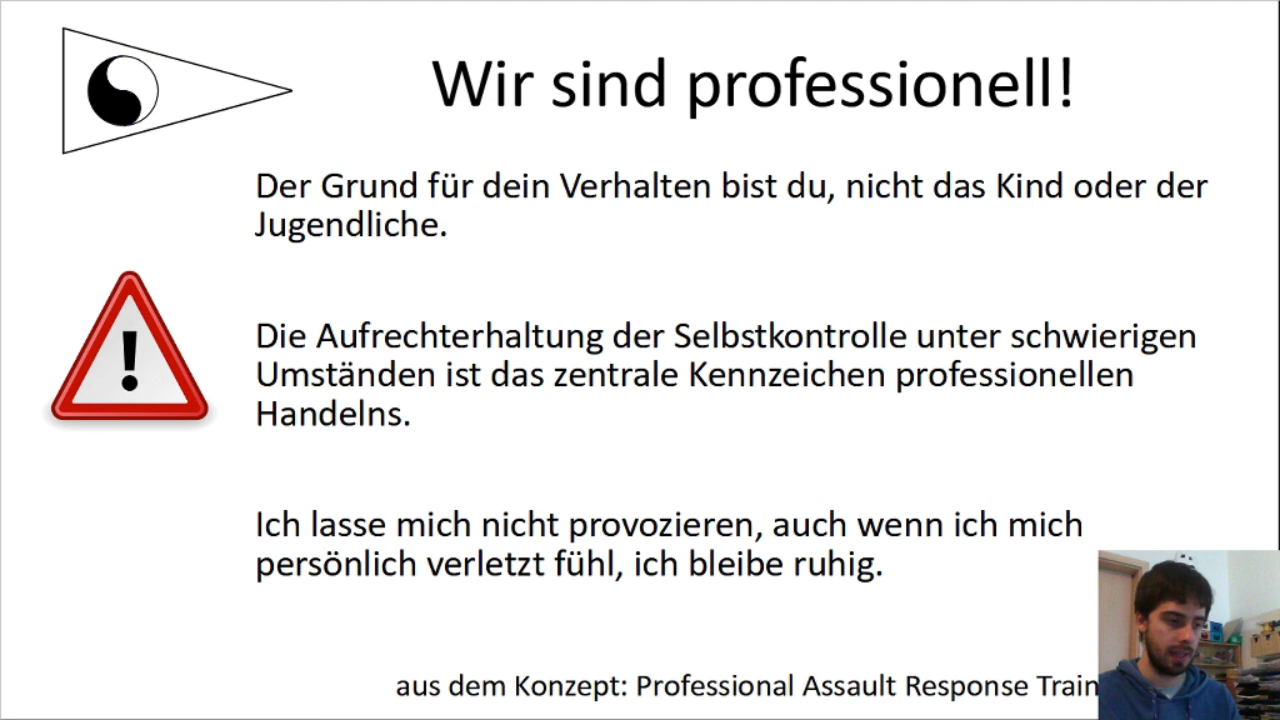 Wir sind professionell!
Der Grund für dein Verhalten bist du, nicht das Kind oder der
Jugendliche.
!
Die Aufrechterhaltung der Selbstkontrolle unter schwierigen
Umständen ist das zentrale Kennzeichen professionellen
Handelns.
Ich lasse mich nicht provozieren, auch wenn ich mich
persönlich verletzt fühl, ich bleibe ruhig.
aus dem Konzept: Professional Assault Response Train